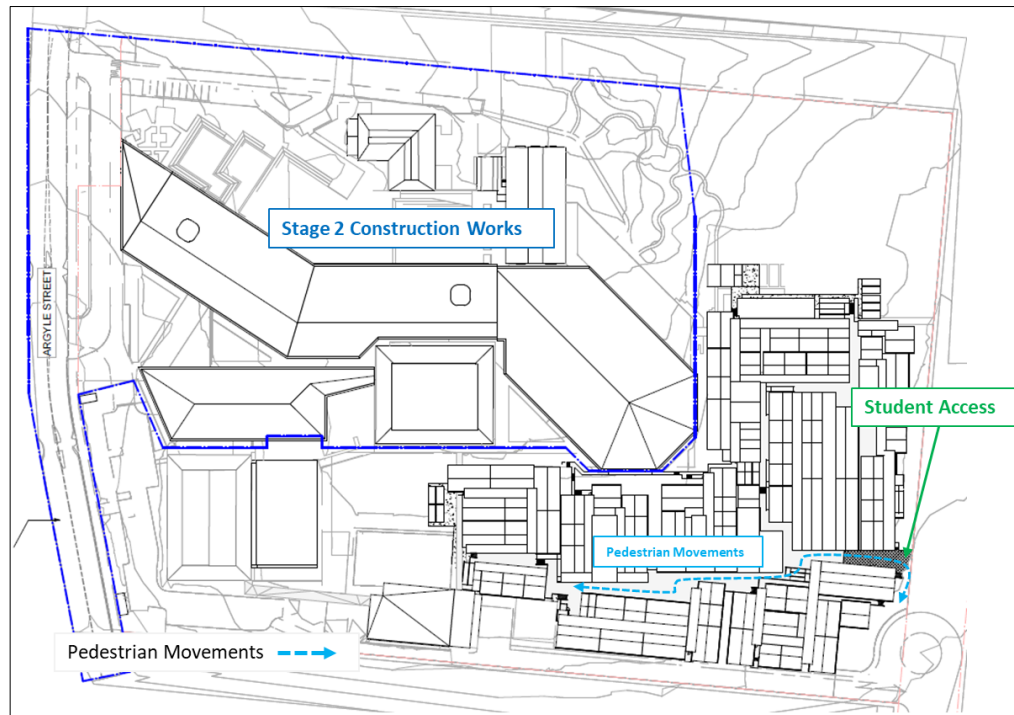 Stage 2 Construction Works
ARGYLE STREET
Student Access
Pedestrian Movements
Pedestrian Movements